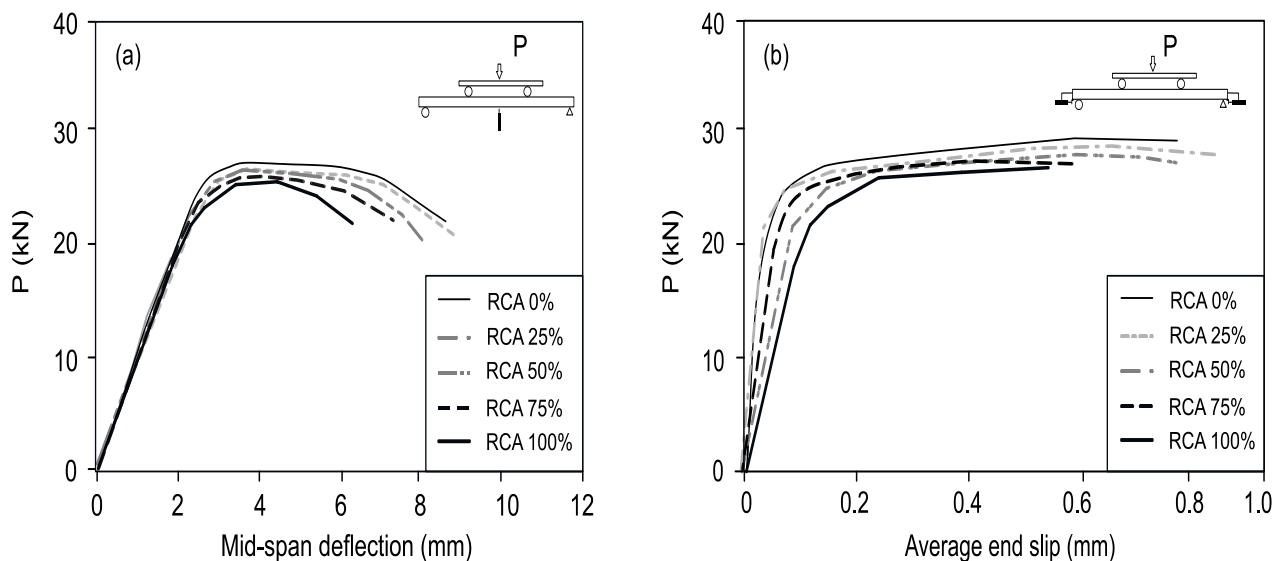 (a)
P
P (kN)
40
30
20
10
0
RCA 0%
RCA 25%
RCA 50%
RCA 75%
RCA 100%
0 2 4 6 8 10 12
Mid-span deflection (mm)
(b)
P
P (kN)
40
30
20
10
0
RCA 0%
RCA 25%
RCA 50%
RCA 75%
RCA 100%
0 0.2 0.4 0.6 0.8 1.0
Average end slip (mm)